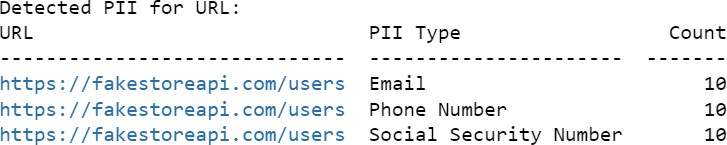 Detected PII for URL:
URL PII Type Count
------------------------------ ---------------------- -------
https://fakestoreapi.com/users Email 10
https://fakestoreapi.com/users Phone Number 10
https://fakestoreapi.com/users Social Security Number 10